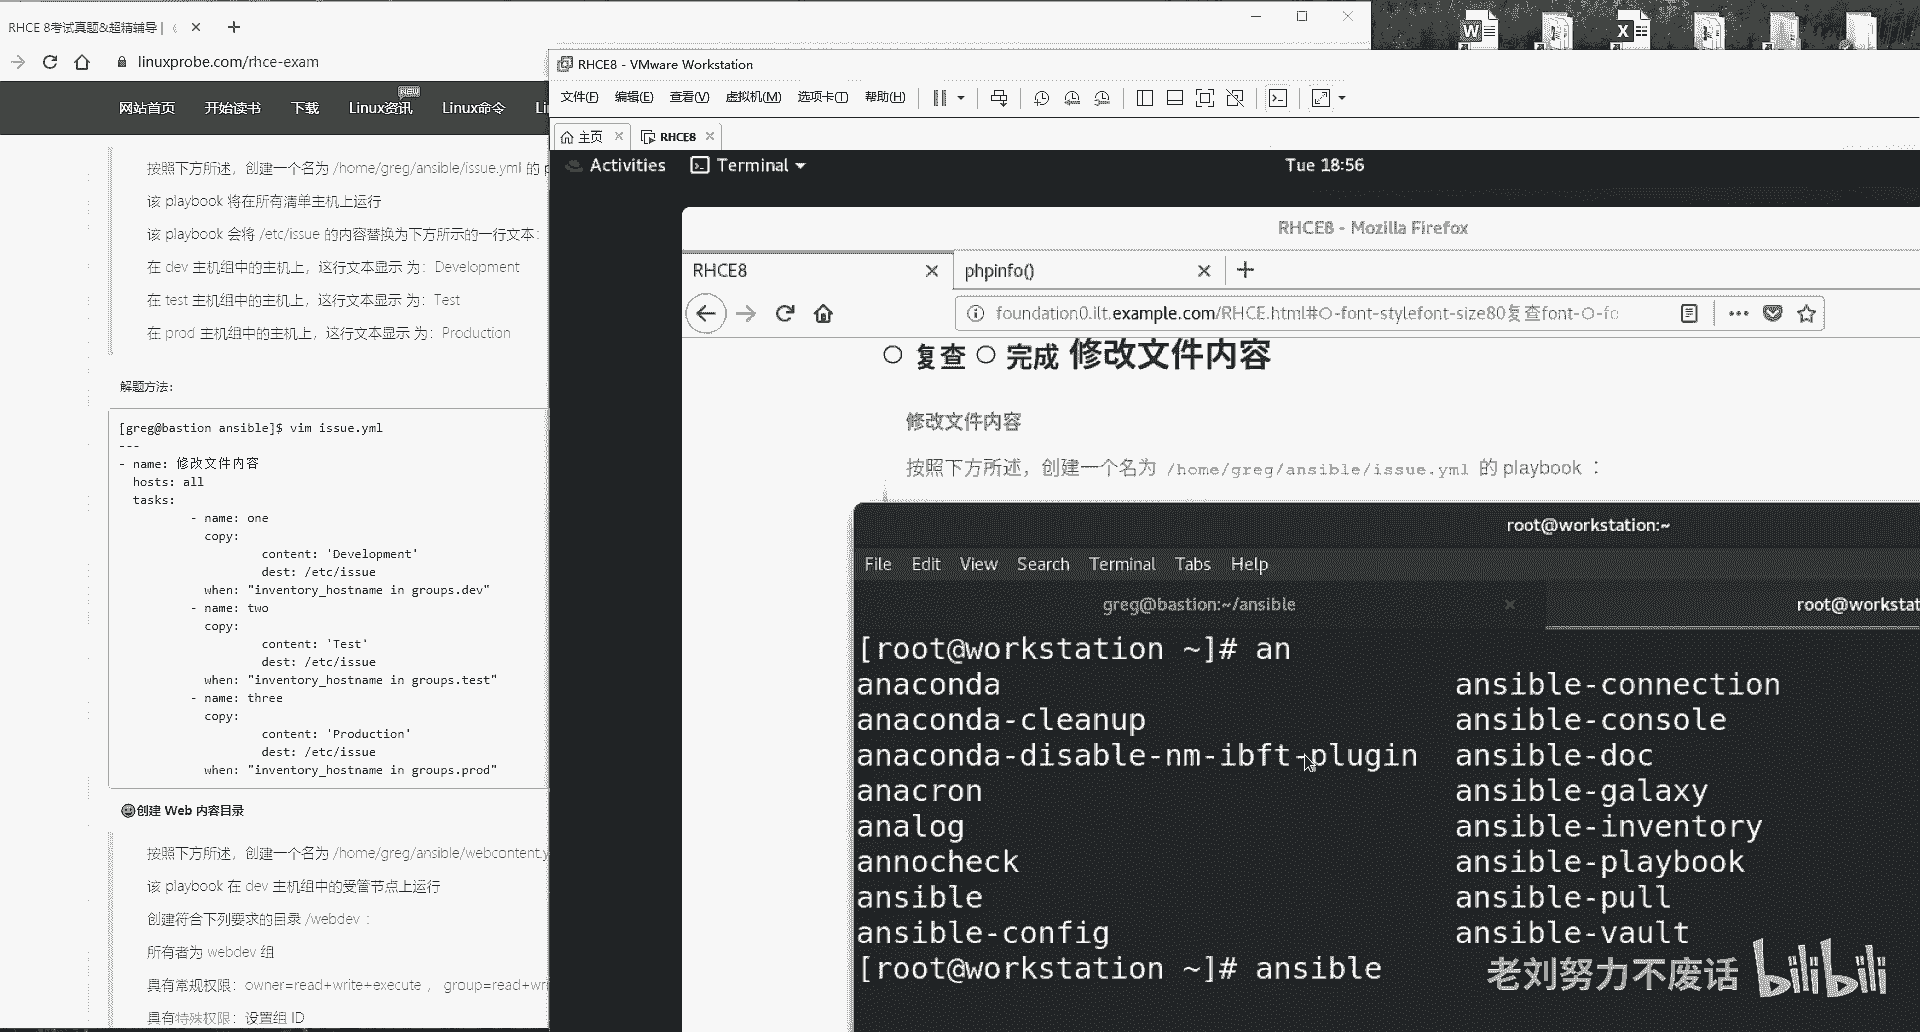 RHCE 8考试真题&超精辅导 |
linuxprobe.com/rhce-exam
网站首页 开始读书 下载 Linux资讯 NEW Linux命令
按照下方所述，创建一个名为 /home/greg/ansible/issue.yml 的
该 playbook 将在所有清单主机上运行
该 playbook 会将 /etc/issue 的内容替换为下方所示的一行文本：
在 dev 主机组中的主机上，这行文本显示 为：Development
在 test 主机组中的主机上，这行文本显示 为：Test
在 prod 主机组中的主机上，这行文本显示 为：Production
解题方法：
[greg@bastion ansible]$ vim issue.yml
---
- name: 修改文件内容
hosts: all
tasks:
- name: one
copy:
content: 'Development'
dest: /etc/issue
when: "inventory_hostname in groups.dev"
- name: two
copy:
content: 'Test'
dest: /etc/issue
when: "inventory_hostname in groups.test"
- name: three
copy:
content: 'Production'
dest: /etc/issue
when: "inventory_hostname in groups.prod"
创建 Web 内容目录
按照下方所述，创建一个名为 /home/greg/ansible/webcontent.y
该 playbook 在 dev 主机组中的受管节点上运行
创建符合下列要求的目录 /webdev ：
所有者为 webdev 组
具有常规权限：owner=read+write+execute ， group=read+wri
具有特殊权限：设置组 ID
RHCE8 - VMware Workstation
文件(F) 编辑(E) 查看(V) 虚拟机(M) 选项卡(T) 帮助(H)
主页 RHCE8
Activities Terminal Tue 18:56
RHCE8 - Mozilla Firefox
RHCE8 phpinfo()
foundation0.ilt.example.com/RHCE.html#O-font-stylefont-size80复查font-O-fo
复查 完成 修改文件内容
修改文件内容
按照下方所述，创建一个名为 /home/greg/ansible/issue.yml 的 playbook ：
root@workstation:~
File Edit View Search Terminal Tabs Help
greg@bastion:~/ansible root@workstat
[root@workstation ~]# an
anaconda ansible-connection
anaconda-cleanup ansible-console
anaconda-disable-nm-ibft-plugin ansible-doc
anacron ansible-galaxy
analog ansible-inventory
annocheck ansible-playbook
ansible ansible-pull
ansible-config ansible-vault
[root@workstation ~]# ansible
老刘努力不废话 bilibili